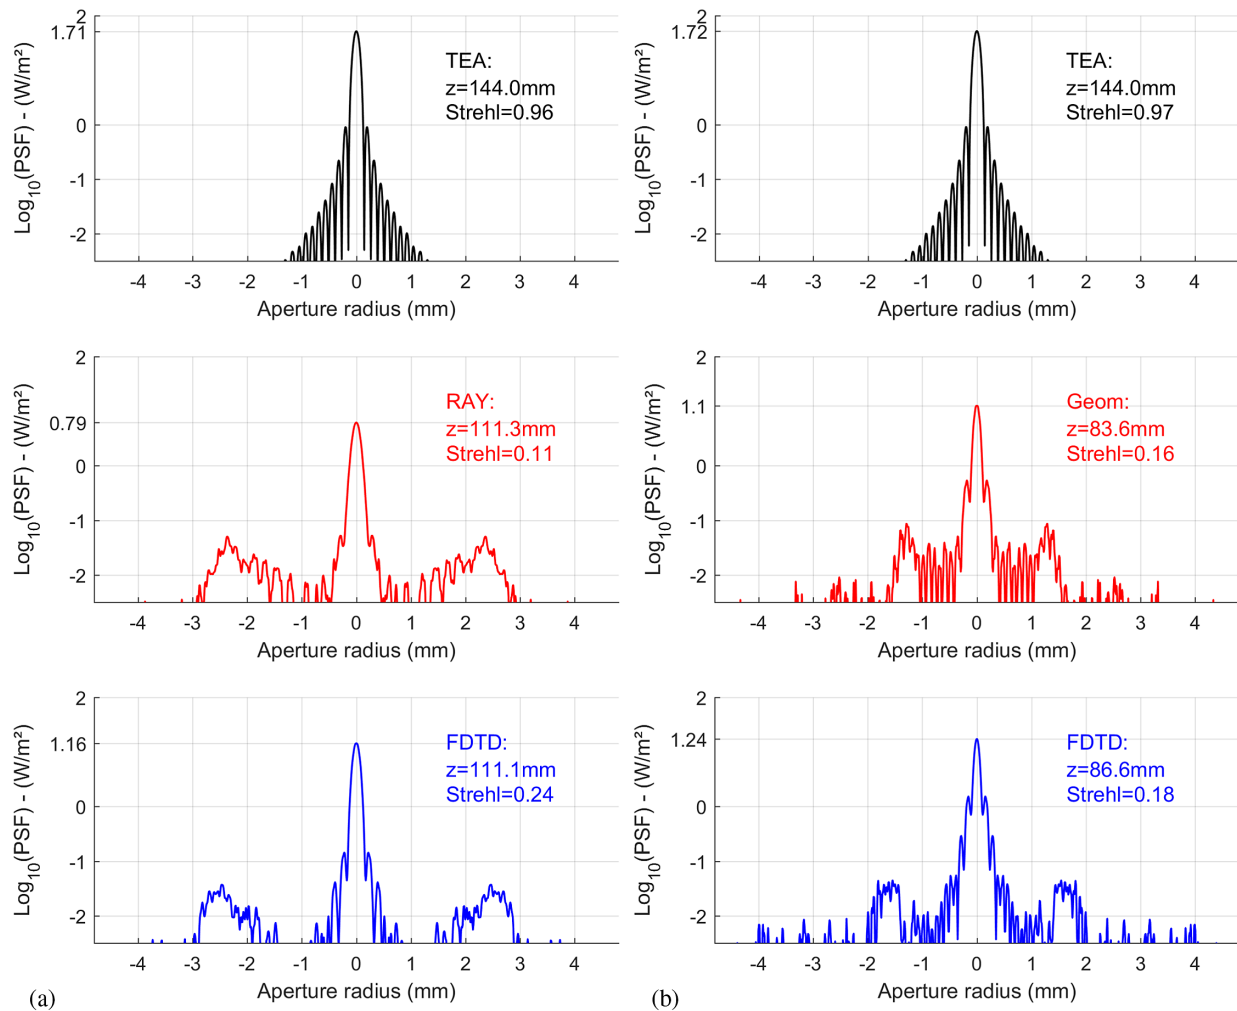 2
1.71
0
-1
-2
Log10(PSF) - (W/m²)
TEA:
z=144.0mm
Strehl=0.96
-4 -3 -2 -1 0 1 2 3 4
Aperture radius (mm)
2
1.72
0
-1
-2
Log10(PSF) - (W/m²)
TEA:
z=144.0mm
Strehl=0.97
-4 -3 -2 -1 0 1 2 3 4
Aperture radius (mm)
2
0.79
0
-1
-2
Log10(PSF) - (W/m²)
RAY:
z=111.3mm
Strehl=0.11
-4 -3 -2 -1 0 1 2 3 4
Aperture radius (mm)
2
1.1
0
-1
-2
Log10(PSF) - (W/m²)
Geom:
z=83.6mm
Strehl=0.16
-4 -3 -2 -1 0 1 2 3 4
Aperture radius (mm)
2
1.16
0
-1
-2
Log10(PSF) - (W/m²)
FDTD:
z=111.1mm
Strehl=0.24
-4 -3 -2 -1 0 1 2 3 4
Aperture radius (mm)
(a)
2
1.24
0
-1
-2
Log10(PSF) - (W/m²)
FDTD:
z=86.6mm
Strehl=0.18
-4 -3 -2 -1 0 1 2 3 4
Aperture radius (mm)
(b)